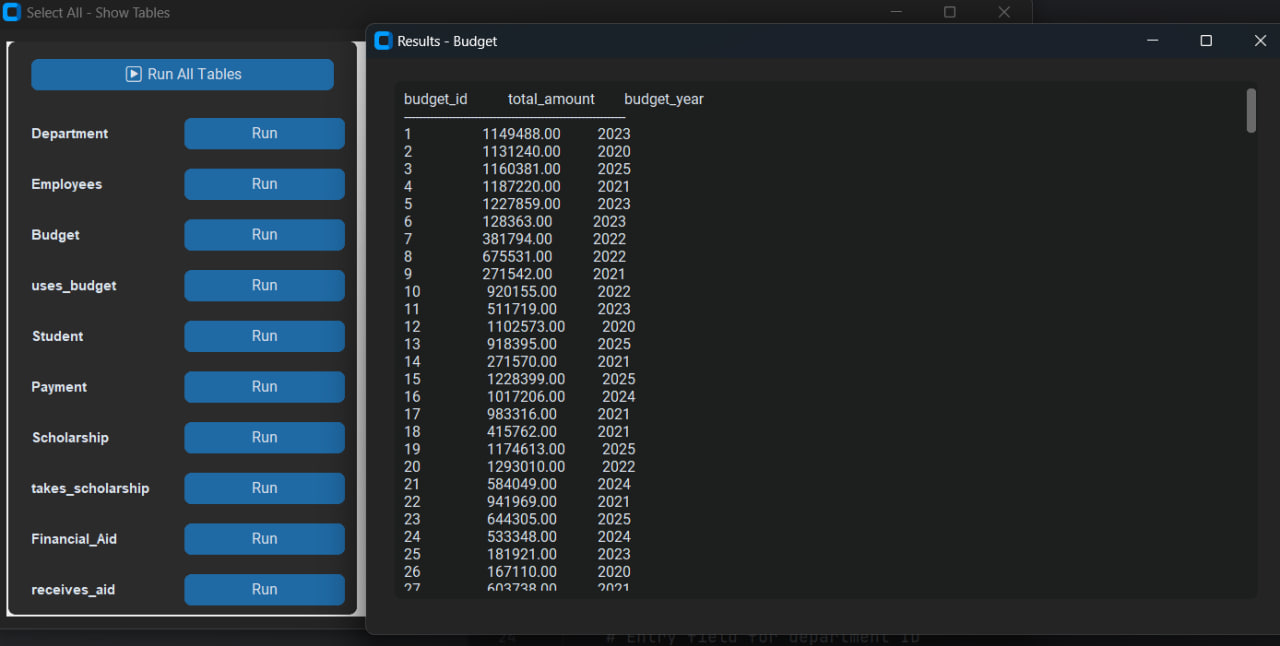 Select All - Show Tables
Run All Tables
Department Run
Employees Run
Budget Run
uses_budget Run
Student Run
Payment Run
Scholarship Run
takes_scholarship Run
Financial_Aid Run
receives_aid Run
Results - Budget
budget_id total_amount budget_year
1 1149488.00 2023
2 1131240.00 2020
3 1160381.00 2025
4 1187220.00 2021
5 1227859.00 2023
6 128363.00 2023
7 381794.00 2022
8 675531.00 2022
9 271542.00 2021
10 920155.00 2022
11 511719.00 2023
12 1102573.00 2020
13 918395.00 2025
14 271570.00 2021
15 1228399.00 2025
16 1017206.00 2024
17 983316.00 2021
18 415762.00 2021
19 1174613.00 2025
20 1293010.00 2022
21 584049.00 2024
22 941969.00 2021
23 644305.00 2025
24 533348.00 2024
25 181921.00 2023
26 167110.00 2020
27 603738.00 2021
24 # Entry field for department ID